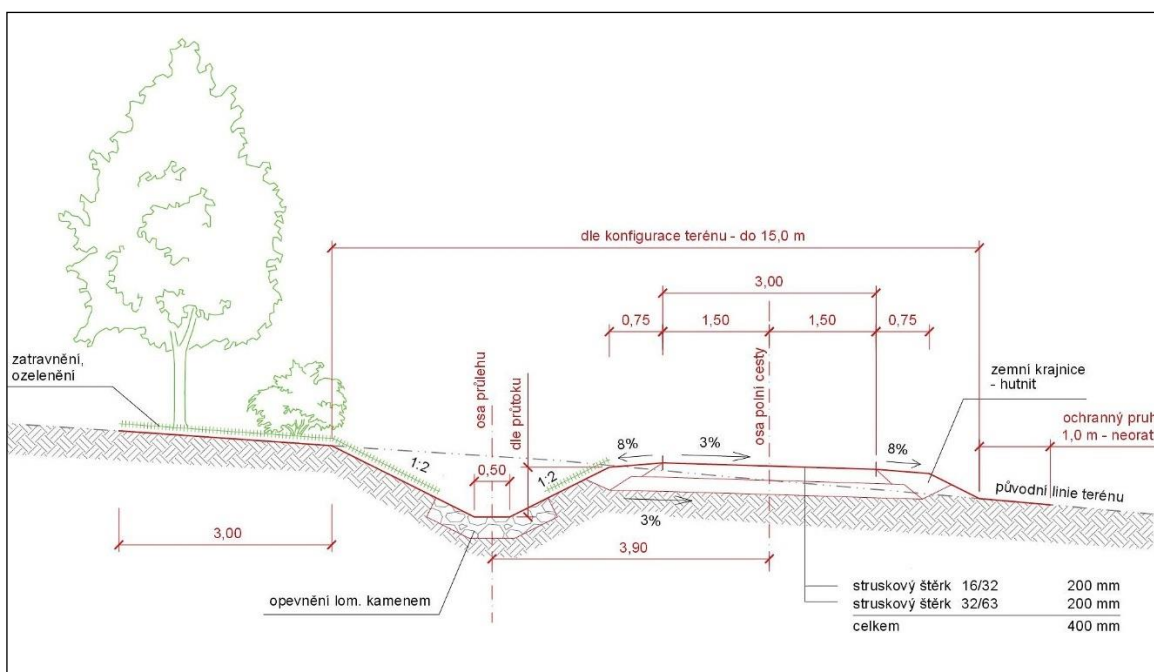 dle konfigurace terénu - do 15,0 m
3,00
0,75
1,50
1,50
0,75
zatravnění,
ozelenění
osa průlehu
dle průtoku
osa polní cesty
zemní krajnice
- hutnit
ochranný pruh
1,0 m - neorat
8%
3%
8%
1:2
0,50
1:2
původní linie terénu
3%
3,00
3,90
opevnění lom. kamenem
struskový štěrk 16/32 200 mm
struskový štěrk 32/63 200 mm
celkem 400 mm